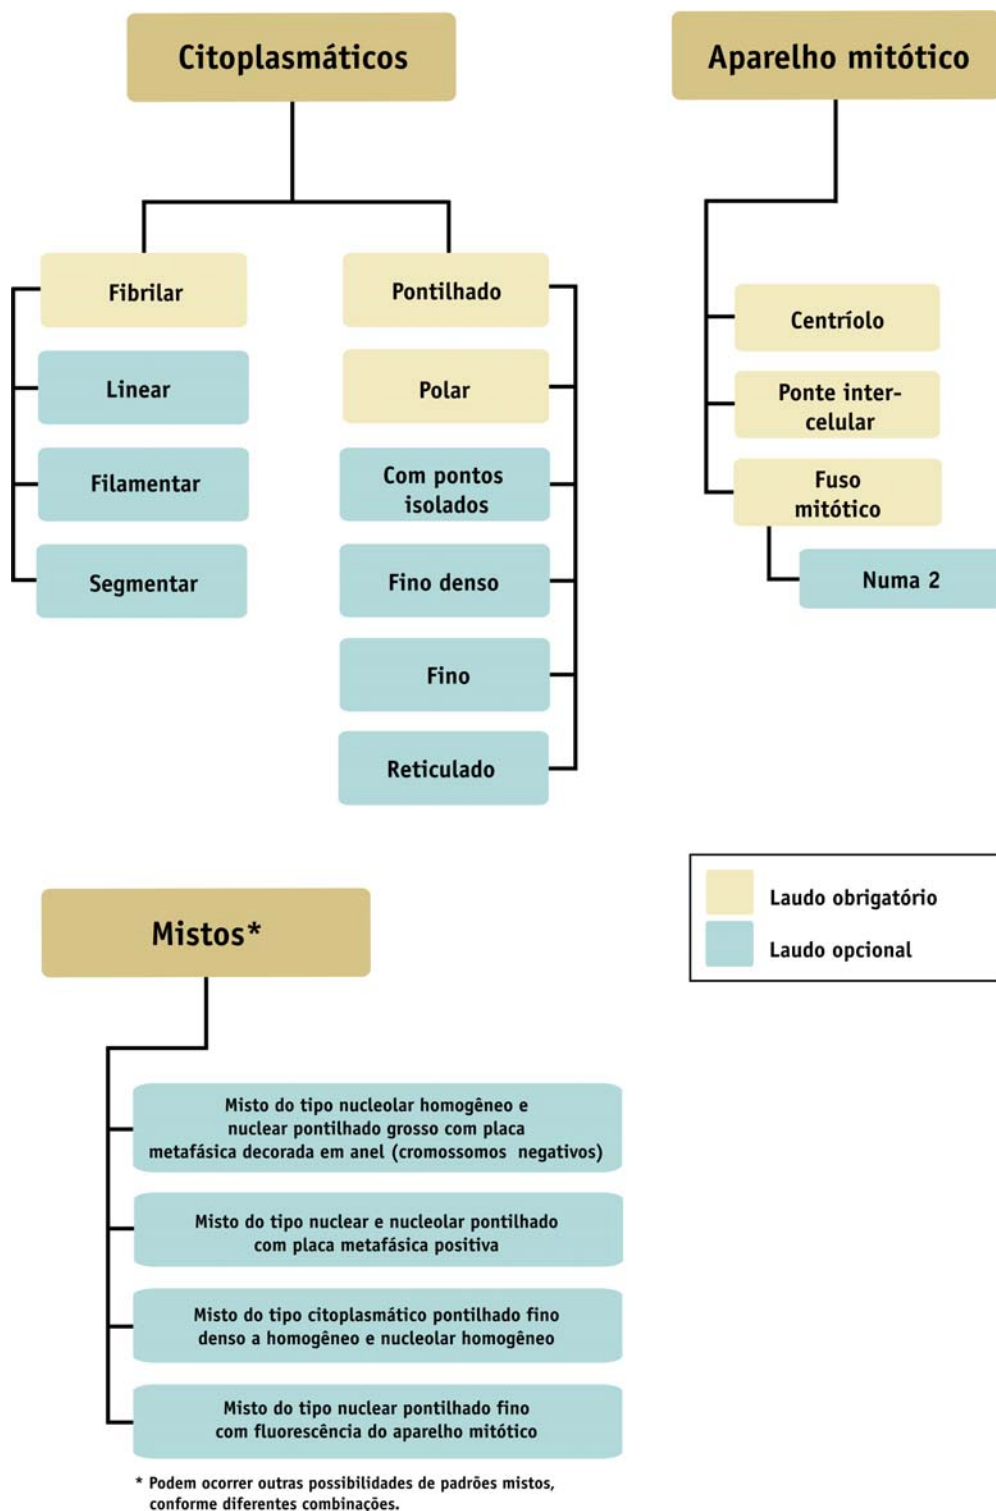 Citoplasmáticos
Aparelho mitótico
Fibrilar
Linear
Filamentar
Segmentar
Pontilhado
Polar
Com pontos
isolados
Fino denso
Fino
Reticulado
Centríolo
Ponte inter-
celular
Fuso
mitótico
Numa 2
Laudo obrigatório
Laudo opcional
Mistos*
Misto do tipo nucleolar homogêneo e
nuclear pontilhado grosso com placa
metafásica decorada em anel (cromossomos negativos)
Misto do tipo nuclear e nucleolar pontilhado
com placa metafásica positiva
Misto do tipo citoplasmático pontilhado fino
denso a homogêneo e nucleolar homogêneo
Misto do tipo nuclear pontilhado fino
com fluorescência do aparelho mitótico
* Podem ocorrer outras possibilidades de padrões mistos,
conforme diferentes combinações.